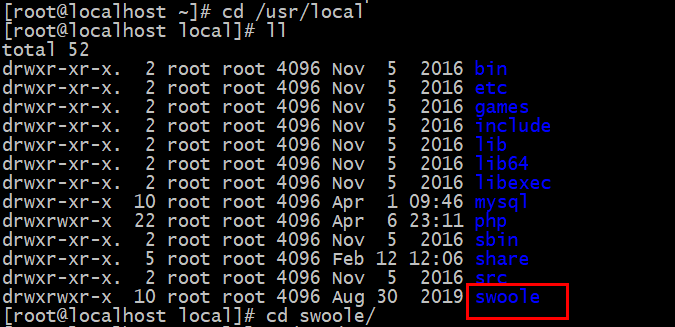 [root@localhost ~]# cd /usr/local
[root@localhost local]# ll
total 52
drwxr-xr-x.  2 root root 4096 Nov  5  2016 bin
drwxr-xr-x.  2 root root 4096 Nov  5  2016 etc
drwxr-xr-x.  2 root root 4096 Nov  5  2016 games
drwxr-xr-x.  2 root root 4096 Nov  5  2016 include
drwxr-xr-x.  2 root root 4096 Nov  5  2016 lib
drwxr-xr-x.  2 root root 4096 Nov  5  2016 lib64
drwxr-xr-x.  2 root root 4096 Nov  5  2016 libexec
drwxr-xr-x  10 root root 4096 Apr  1 09:46 mysql
drwxrwxr-x  22 root root 4096 Apr  6 23:11 php
drwxr-xr-x.  2 root root 4096 Nov  5  2016 sbin
drwxr-xr-x.  5 root root 4096 Feb 12 12:06 share
drwxr-xr-x.  2 root root 4096 Nov  5  2016 src
drwxrwxr-x  10 root root 4096 Aug 30  2019 swoole
[root@localhost local]# cd swoole/